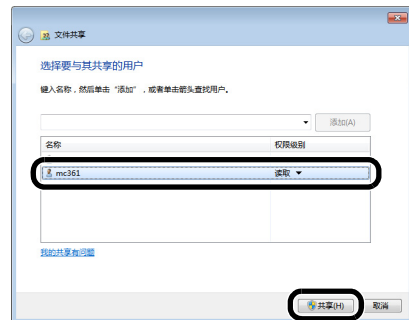 文件共享
选择要与其共享的用户
键入名称，然后单击“添加”，或者单击箭头查找用户。
添加(A)
名称 权限级别
mc361 读取
我的共享有问题
共享(H) 取消